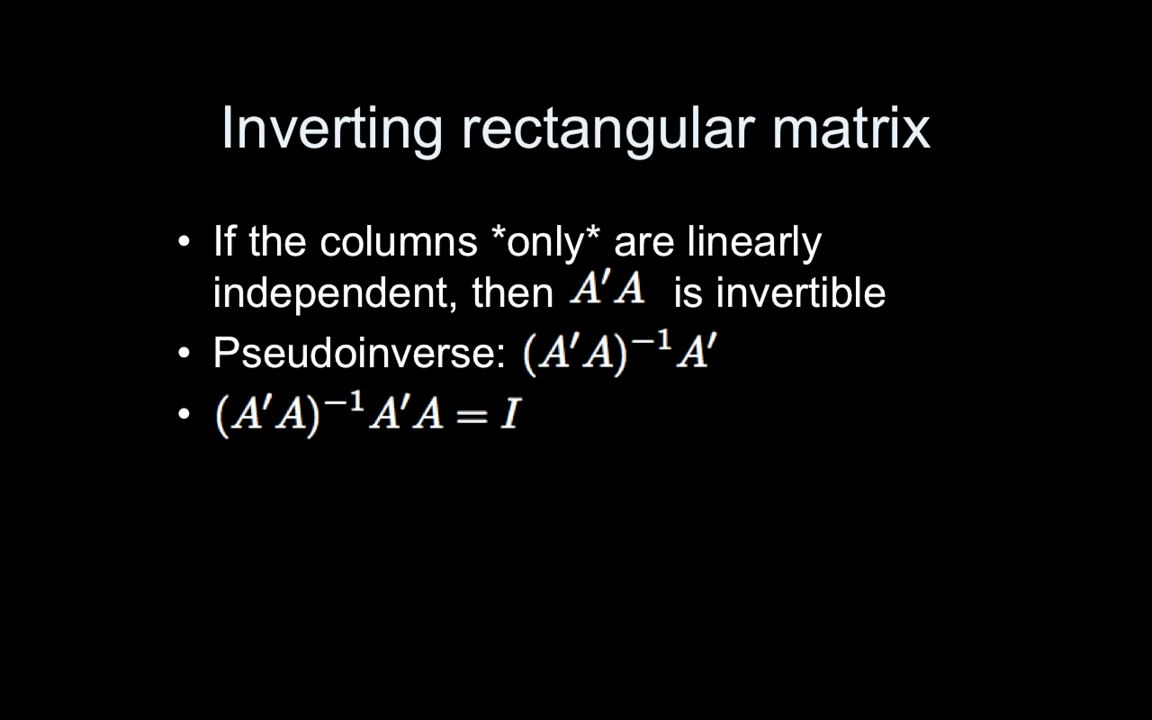 Inverting rectangular matrix
• If the columns *only* are linearly
independent, then A′A is invertible
• Pseudoinverse: (A′A)⁻¹A′
• (A′A)⁻¹A′A = I